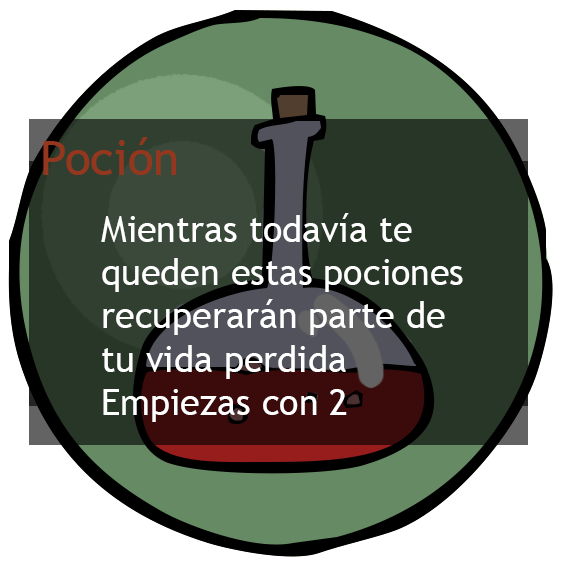 Poción
Mientras todavía te
queden estas pociones
recuperarán parte de
tu vida perdida
Empiezas con 2